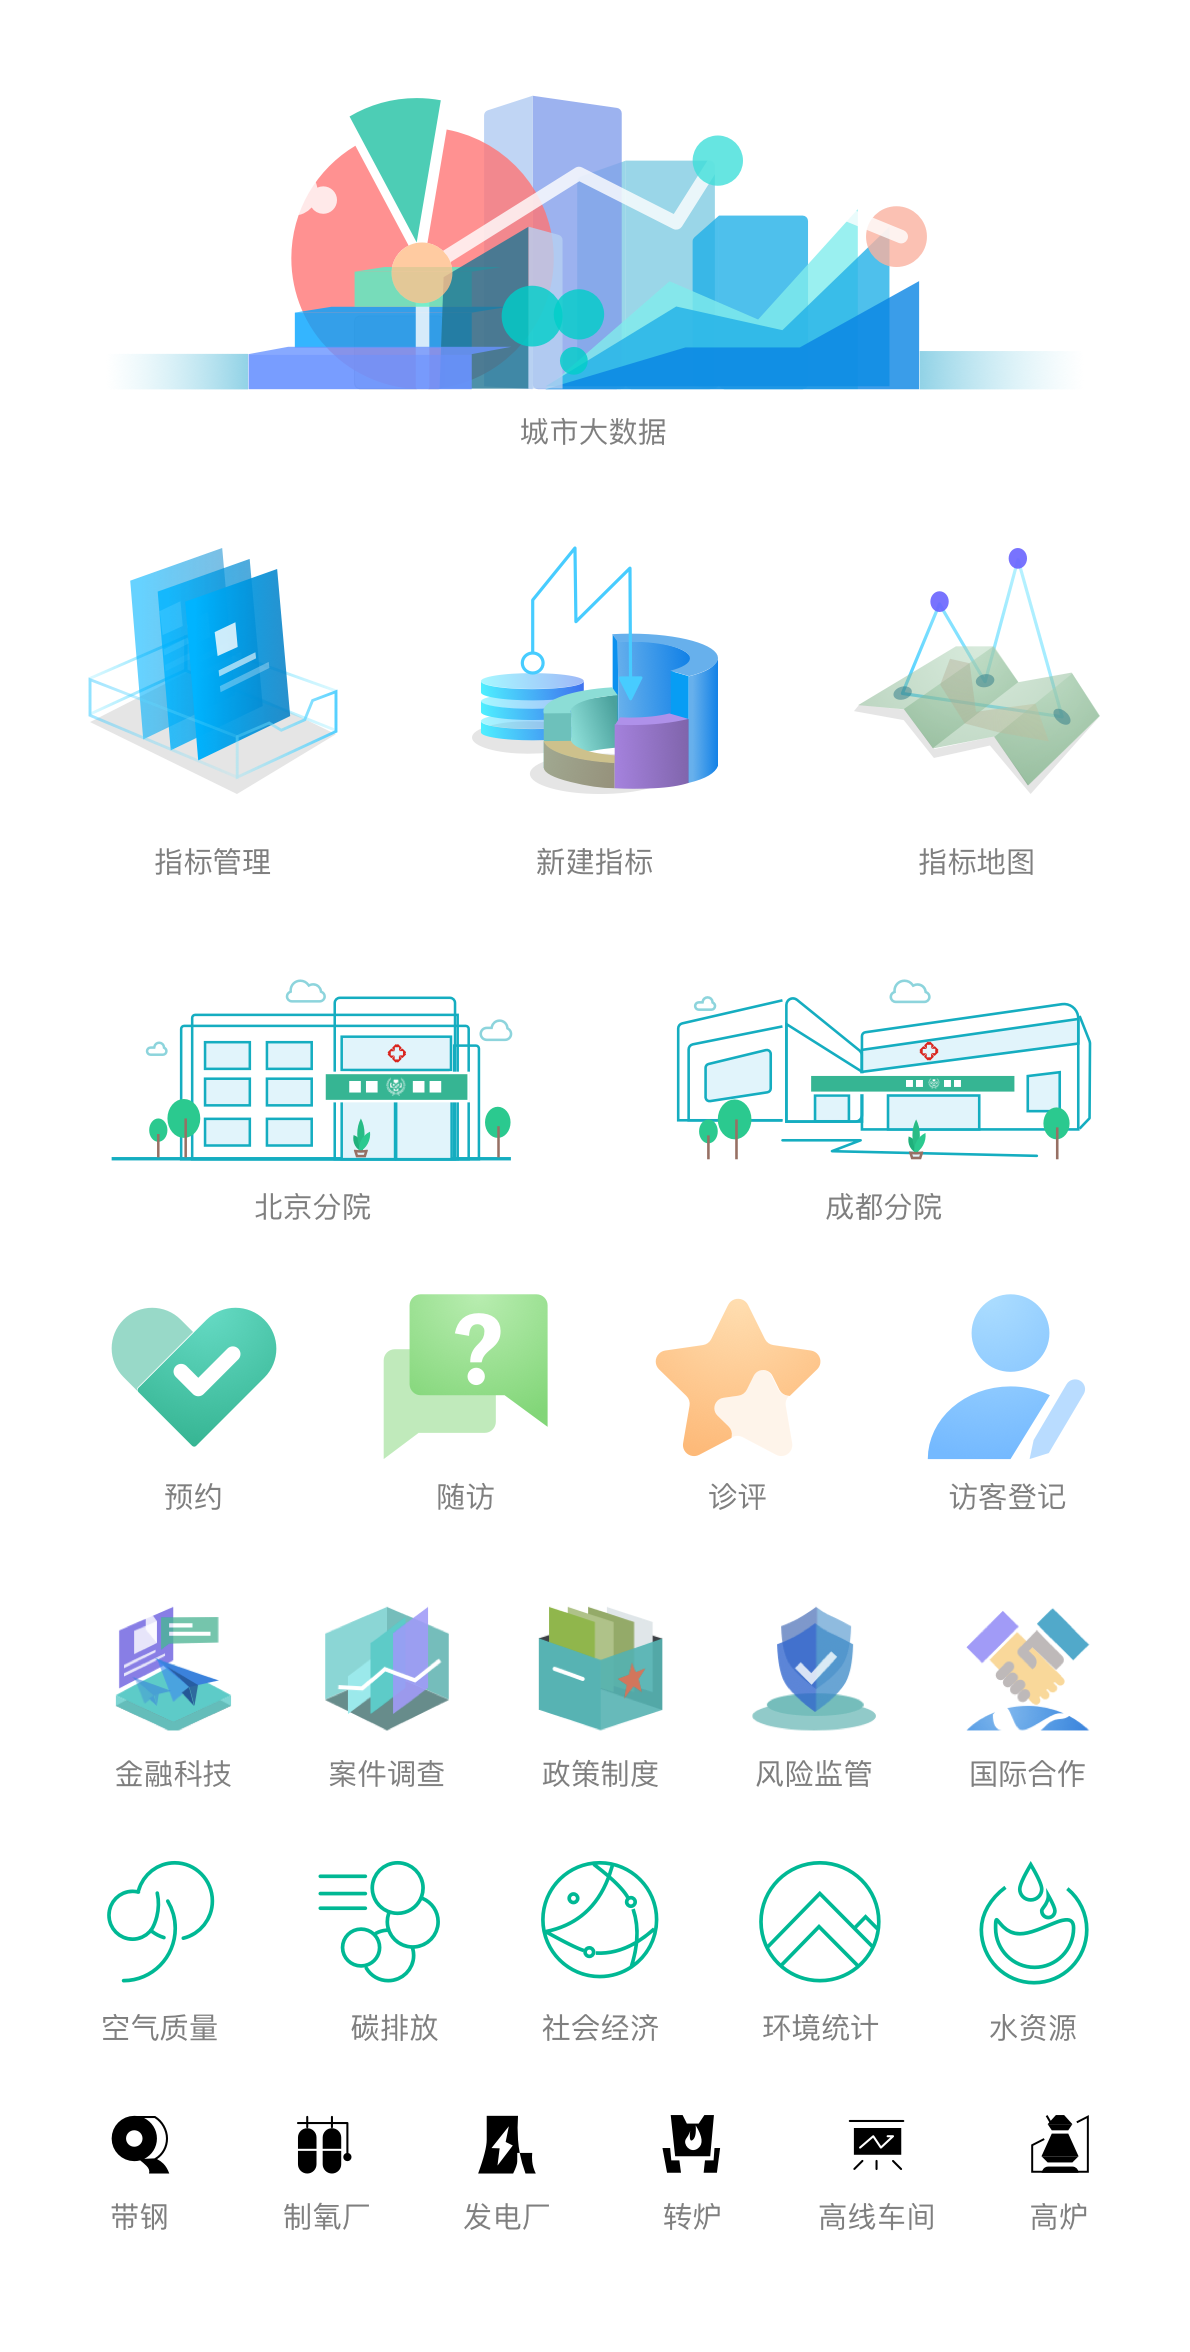 城市大数据
指标管理
新建指标
指标地图
北京分院
成都分院
?
预约
随访
诊评
访客登记
金融科技
案件调查
政策制度
风险监管
国际合作
空气质量
碳排放
社会经济
环境统计
水资源
带钢
制氧厂
发电厂
转炉
高线车间
高炉